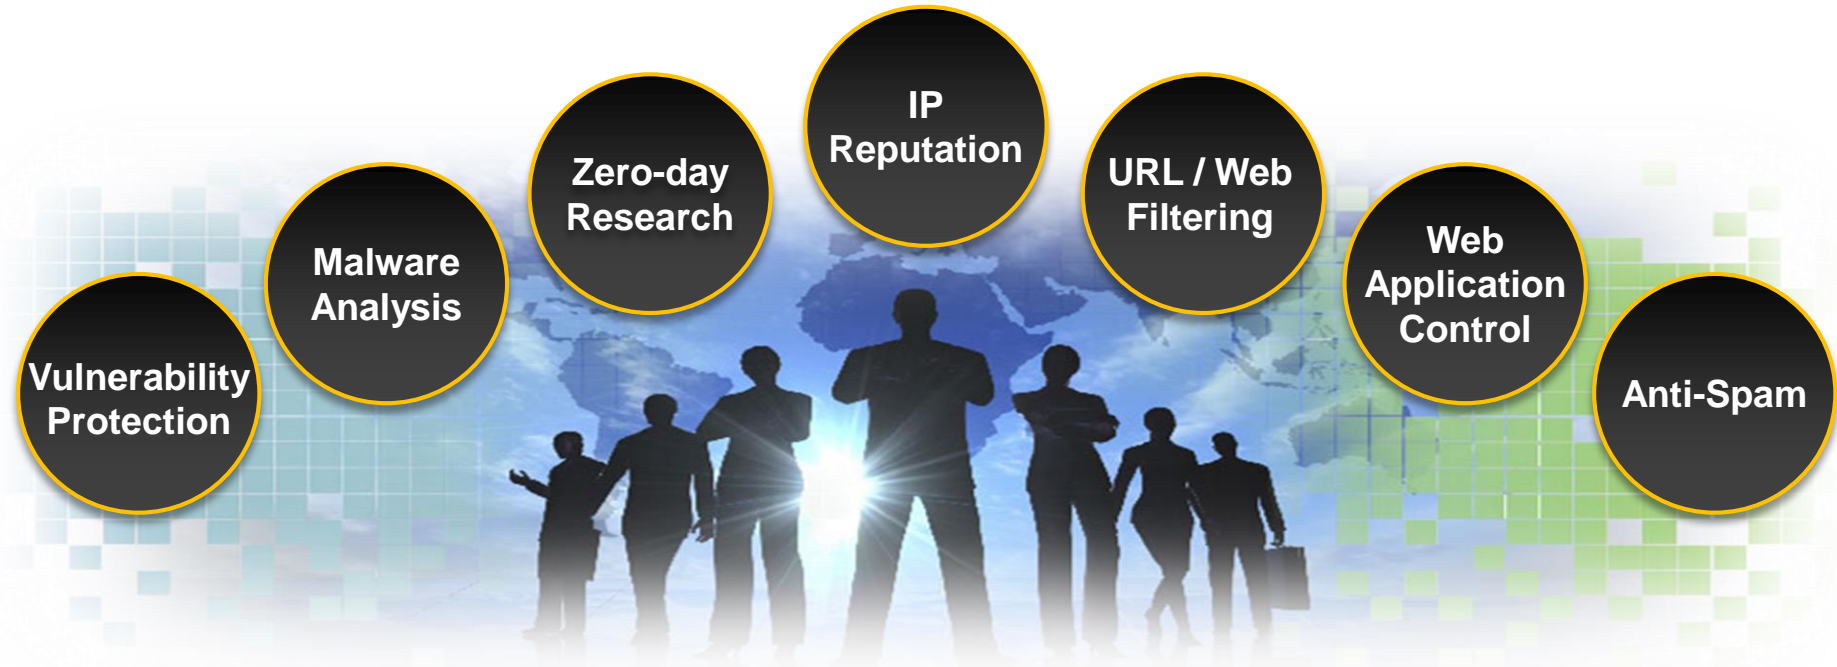 Vulnerability
Protection
Malware
Analysis
Zero-day
Research
IP
Reputation
URL / Web
Filtering
Web
Application
Control
Anti-Spam